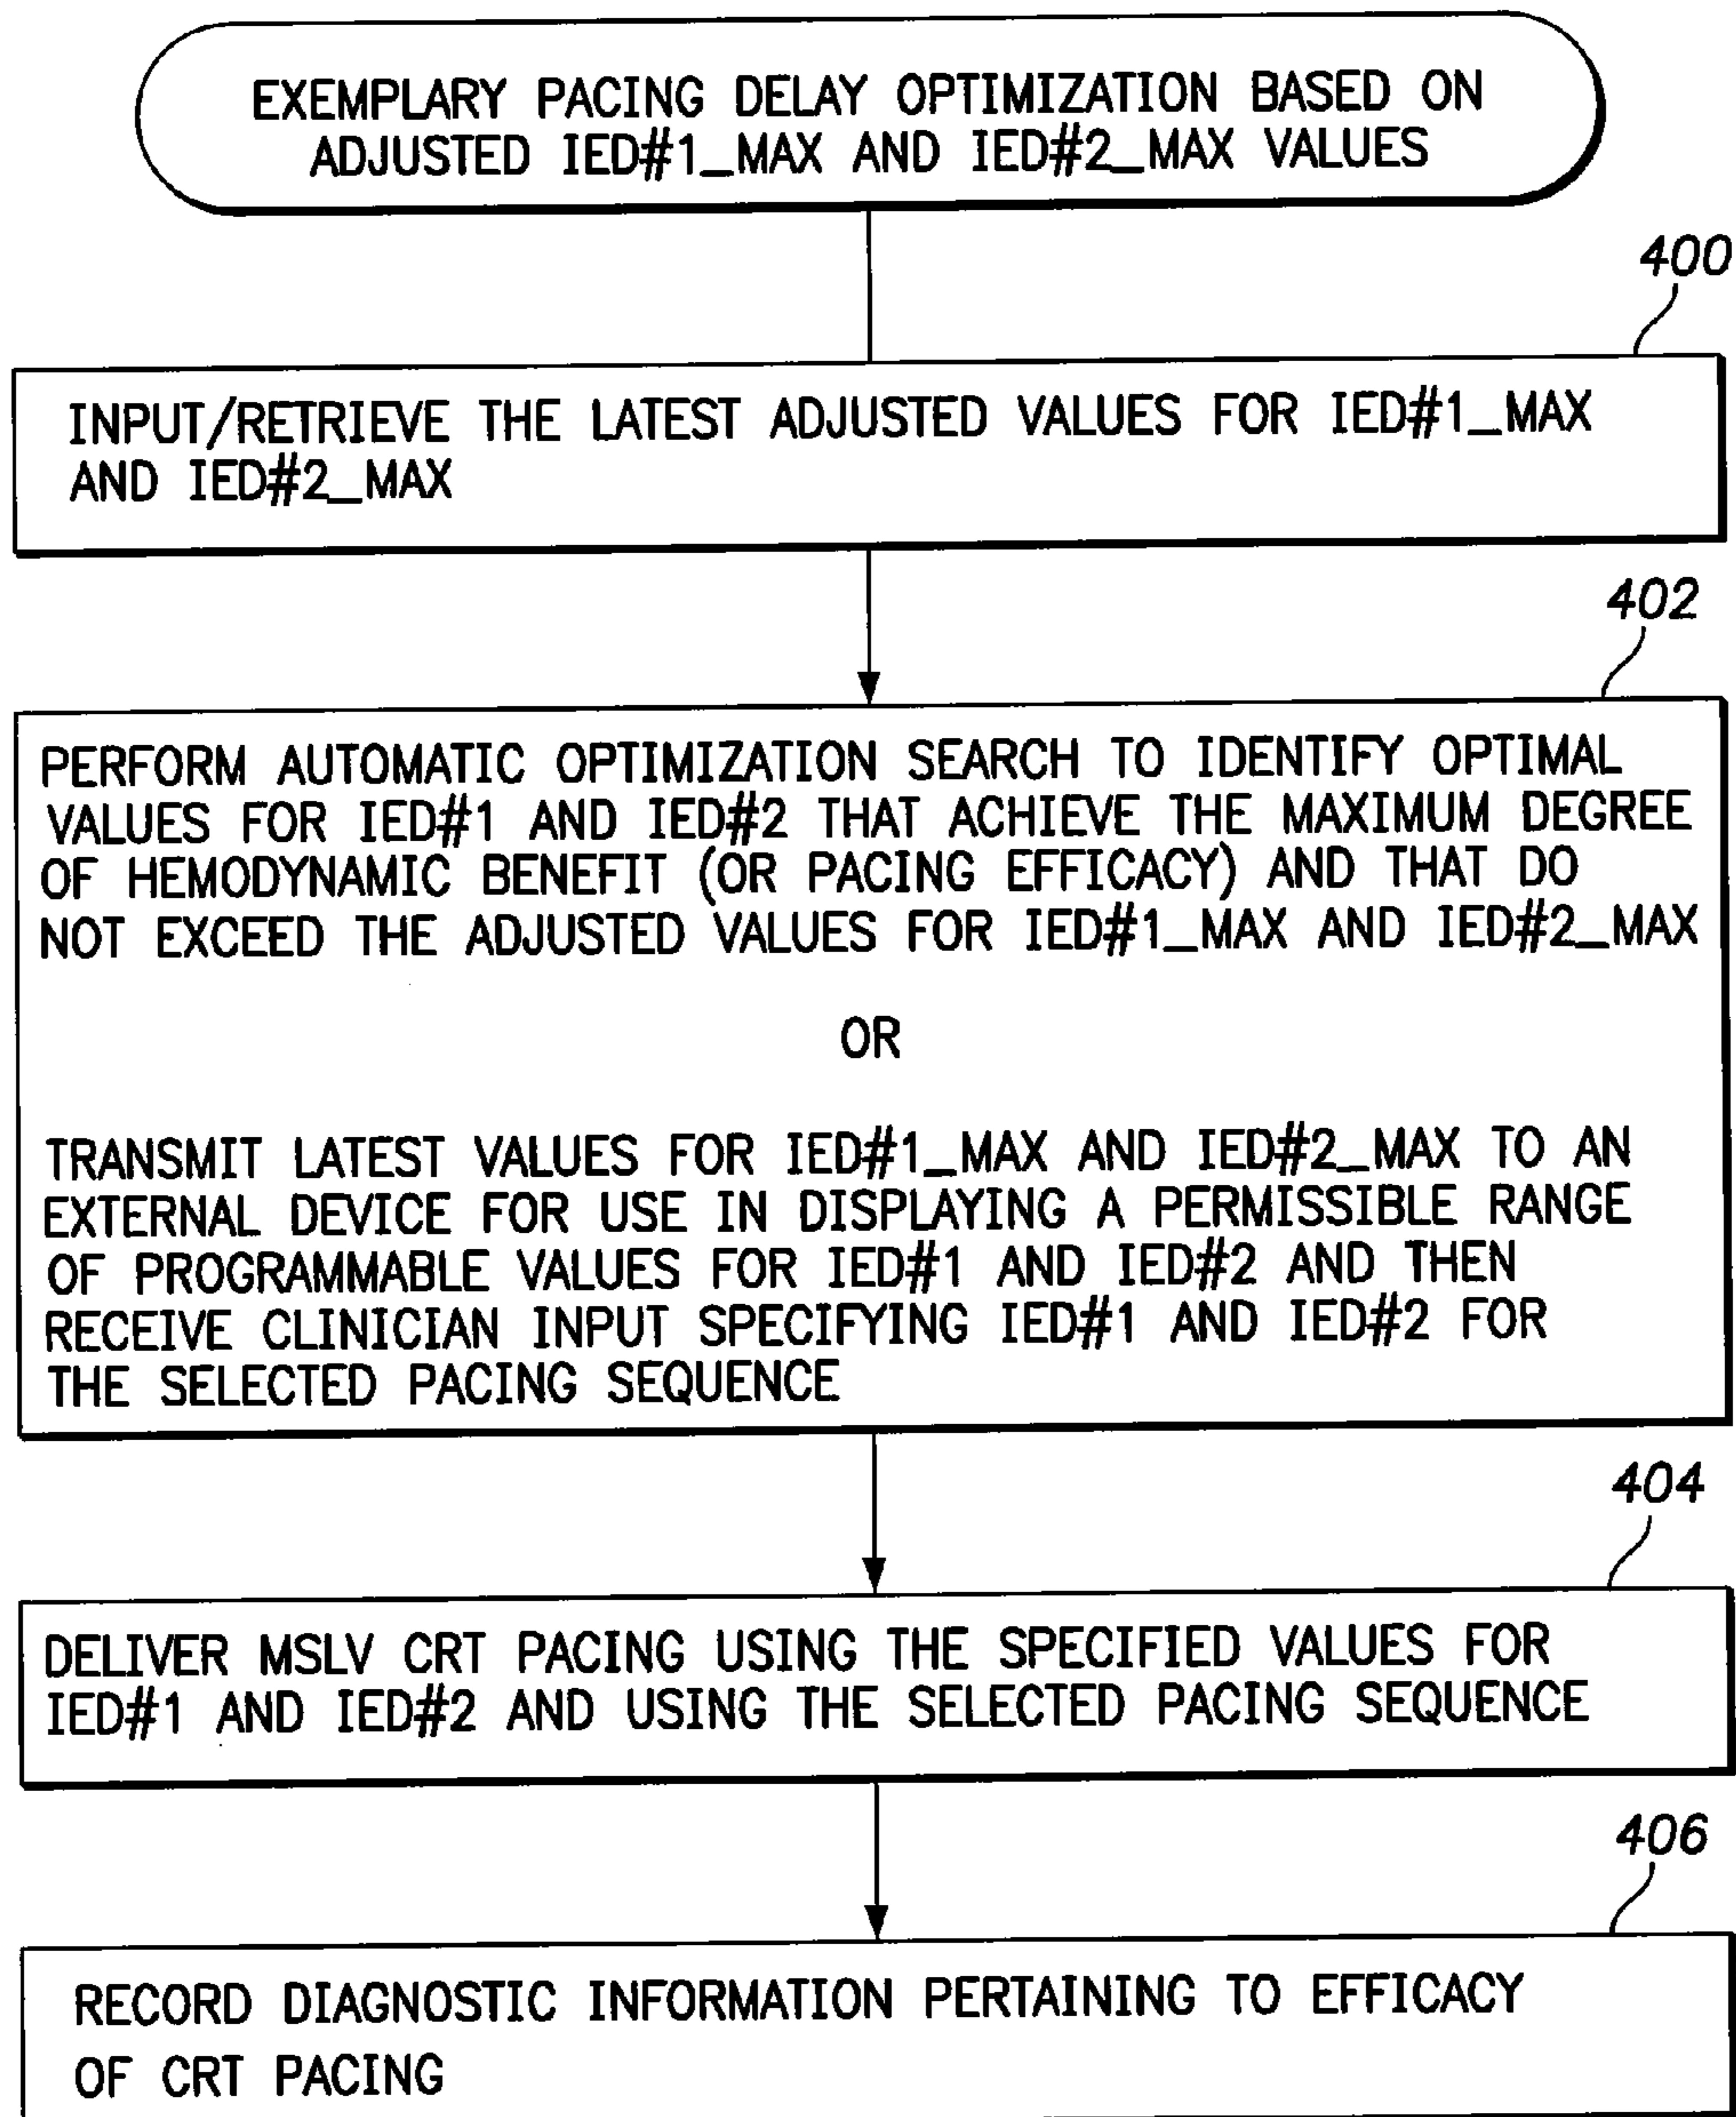 EXEMPLARY PACING DELAY OPTIMIZATION BASED ON
ADJUSTED IED#1_MAX AND IED#2_MAX VALUES
400
INPUT/RETRIEVE THE LATEST ADJUSTED VALUES FOR IED#1_MAX
AND IED#2_MAX
402
PERFORM AUTOMATIC OPTIMIZATION SEARCH TO IDENTIFY OPTIMAL
VALUES FOR IED#1 AND IED#2 THAT ACHIEVE THE MAXIMUM DEGREE
OF HEMODYNAMIC BENEFIT (OR PACING EFFICACY) AND THAT DO
NOT EXCEED THE ADJUSTED VALUES FOR IED#1_MAX AND IED#2_MAX
OR
TRANSMIT LATEST VALUES FOR IED#1_MAX AND IED#2_MAX TO AN
EXTERNAL DEVICE FOR USE IN DISPLAYING A PERMISSIBLE RANGE
OF PROGRAMMABLE VALUES FOR IED#1 AND IED#2 AND THEN
RECEIVE CLINICIAN INPUT SPECIFYING IED#1 AND IED#2 FOR
THE SELECTED PACING SEQUENCE
404
DELIVER MSLV CRT PACING USING THE SPECIFIED VALUES FOR
IED#1 AND IED#2 AND USING THE SELECTED PACING SEQUENCE
406
RECORD DIAGNOSTIC INFORMATION PERTAINING TO EFFICACY
OF CRT PACING